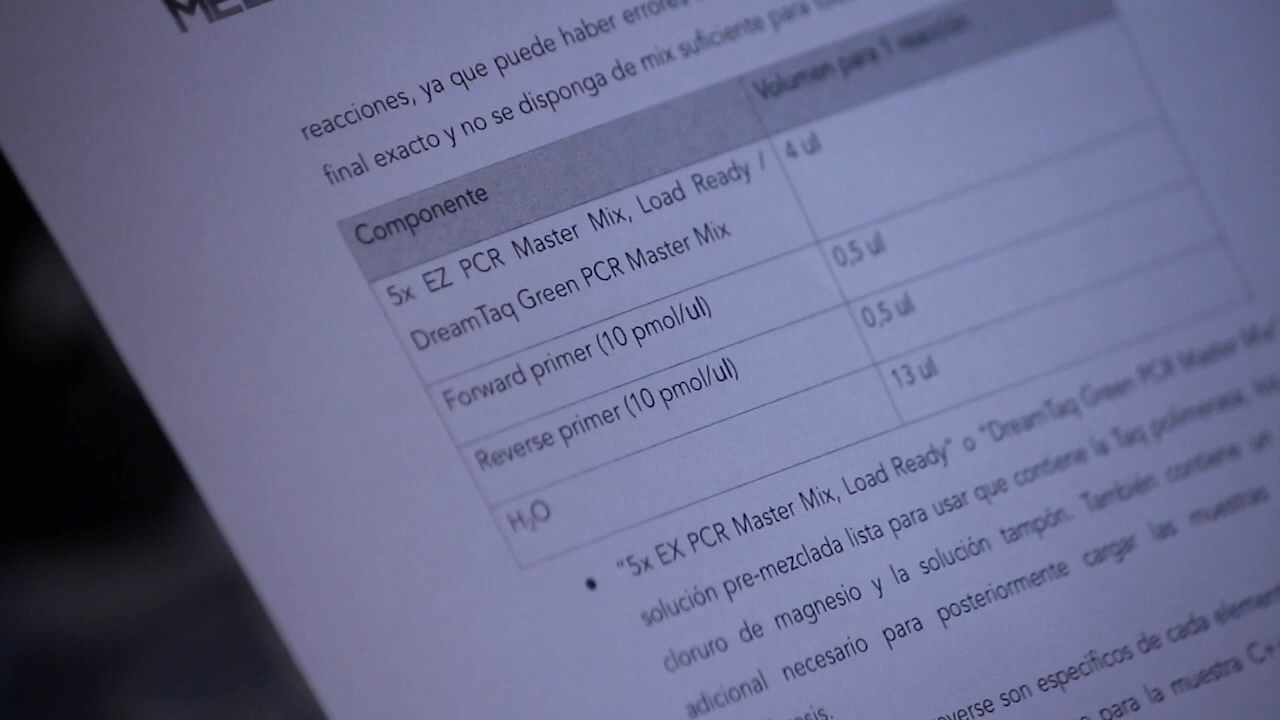 reacciones, ya que puede haber errores
final exacto y no se disponga de mix suficiente para
Componente Volumen para 1 reacción
5x EZ PCR Master Mix, Load Ready / 4 ul
DreamTaq Green PCR Master Mix
Forward primer (10 pmol/ul) 0,5 ul
Reverse primer (10 pmol/ul) 0,5 ul
H₂O 13 ul
• "5x EX PCR Master Mix, Load Ready" o "DreamTaq Green PCR Master Mix"
solución pre-mezclada lista para usar que contiene la Taq polimerasa,
cloruro de magnesio y la solución tampón. También contiene un
adicional necesario para posteriormente cargar las muestras
son específicos de cada
para la muestra C+